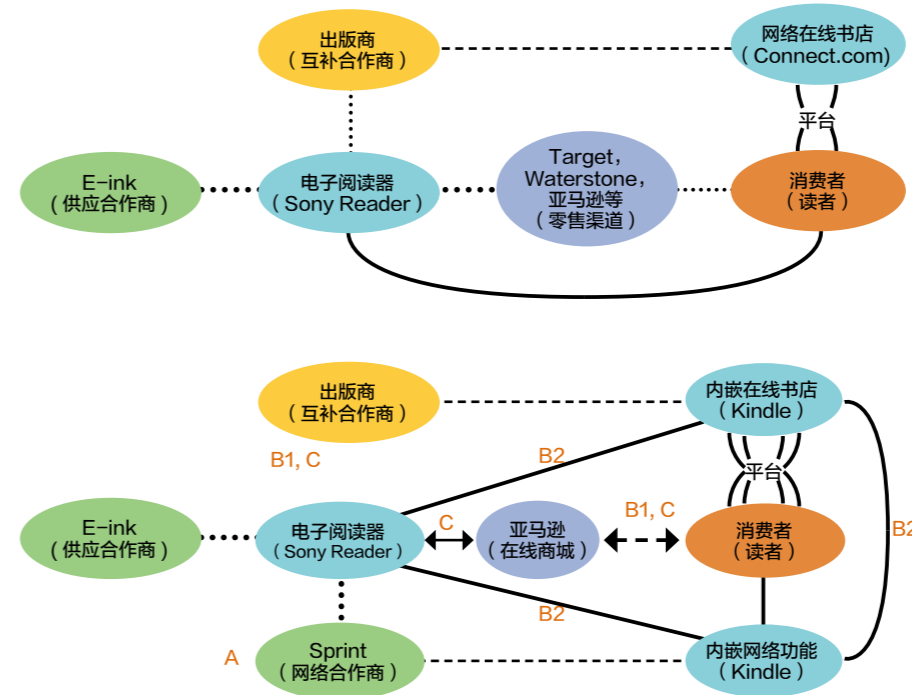 出版商
（互补合作商）
网络在线书店
（Connect.com)
平台
E-ink
（供应合作商）
电子阅读器
（Sony Reader）
Target，
Waterstone，
亚马逊等
（零售渠道）
消费者
（读者）
出版商
（互补合作商）
内嵌在线书店
（Kindle）
B1, C
B2
平台
E-ink
（供应合作商）
电子阅读器
（Sony Reader）
C
亚马逊
（在线商城）
B1, C
消费者
（读者）
B2
B2
A
Sprint
（网络合作商）
内嵌网络功能
（Kindle）